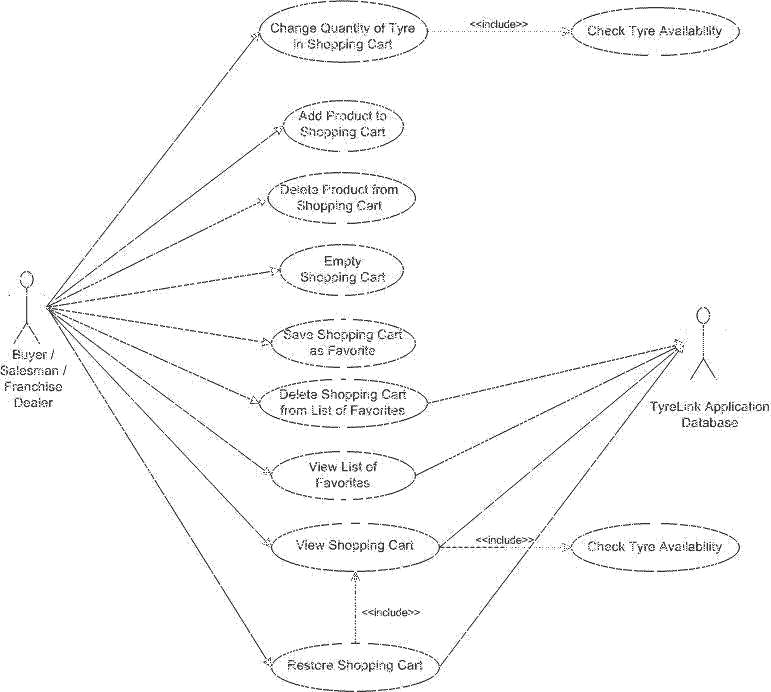 Change Quantity of Tyre
in Shopping Cart
<<include>>
Check Tyre Availability
Add Product to
Shopping Cart
Delete Product from
Shopping Cart
Empty
Shopping Cart
Save Shopping Cart
as Favorite
Buyer /
Salesman /
Franchise
Dealer
Delete Shopping Cart
from List of Favorites
TyreLink Application
Database
View List of
Favorites
View Shopping Cart
<<include>>
Check Tyre Availability
<<include>>
Restore Shopping Cart